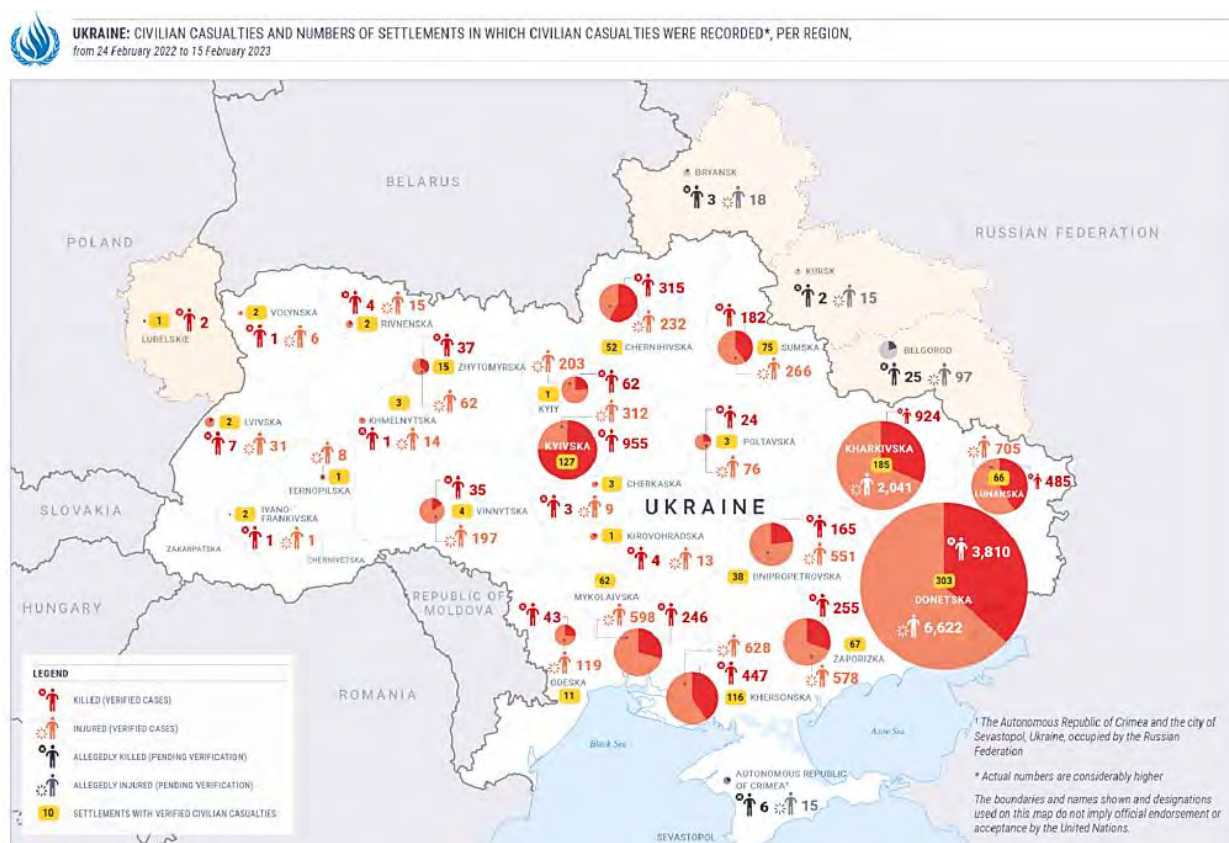 UKRAINE: CIVILIAN CASUALTIES AND NUMBERS OF SETTLEMENTS IN WHICH CIVILIAN CASUALTIES WERE RECORDED*, PER REGION,
from 24 February 2022 to 15 February 2023
BELARUS
POLAND
RUSSIAN FEDERATION
BRYANSK
3 18
KURSK
2 15
BELGOROD
25 97
1 2
LUBELSKIE
2 VOLYNSKA
1 6
4 15
2 RIVNENSKA
315
232
52 CHERNIHIVSKA
182
75 SUMSKA
266
37
15 ZHYTOMYRSKA
62
203
1
KYIV
62
312
KYIVSKA
127
955
3
KHMELNYTSKA
1 14
2 LVIVSKA
7 31
8
1
TERNOPILSKA
24
3 POLTAVSKA
76
924
KHARKIVSKA
185
2,041
705
66
LUHANSKA
485
SLOVAKIA
2 IVANO-
FRANKIVSKA
1 1
ZAKARPATSKA
CHERNIVETSKA
35
4 VINNYTSKA
197
3 CHERKASKA
3 9
UKRAINE
1 KIROVOHRADSKA
4 13
165
551
38 DNIPROPETROVSKA
3,810
303
DONETSKA
6,622
HUNGARY
REPUBLIC OF
MOLDOVA
62
MYKOLAIVSKA
598 246
43
119
ODESKA
11
628
447
116 KHERSONSKA
255
67
ZAPORIZKA
578
ROMANIA
Black Sea
Azov Sea
AUTONOMOUS REPUBLIC
OF CRIMEA¹
6 15
SEVASTOPOL
LEGEND
KILLED (VERIFIED CASES)
INJURED (VERIFIED CASES)
ALLEGEDLY KILLED (PENDING VERIFICATION)
ALLEGEDLY INJURED (PENDING VERIFICATION)
10 SETTLEMENTS WITH VERIFIED CIVILIAN CASUALTIES
¹ The Autonomous Republic of Crimea and the city of
Sevastopol, Ukraine, occupied by the Russian
Federation
* Actual numbers are considerably higher
The boundaries and names shown and designations
used on this map do not imply official endorsement or
acceptance by the United Nations.